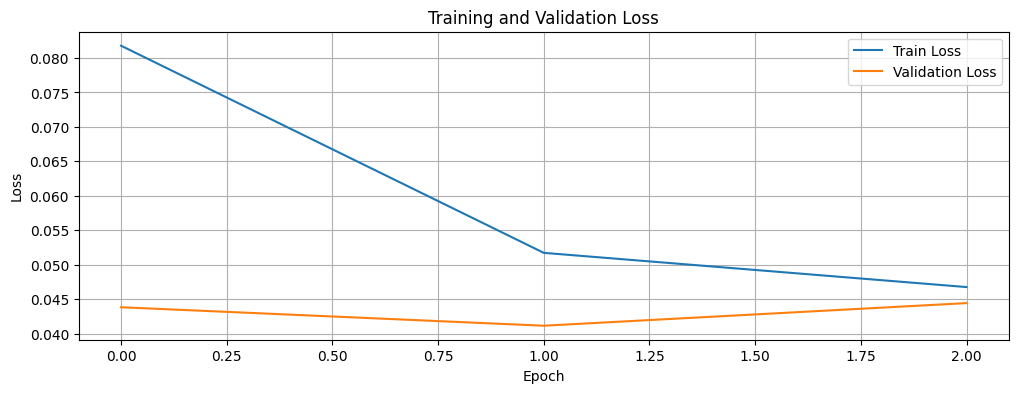 Training and Validation Loss
Train Loss
Validation Loss
0.080
0.075
0.070
0.065
0.060
0.055
0.050
0.045
0.040
Loss
0.00 0.25 0.50 0.75 1.00 1.25 1.50 1.75 2.00
Epoch